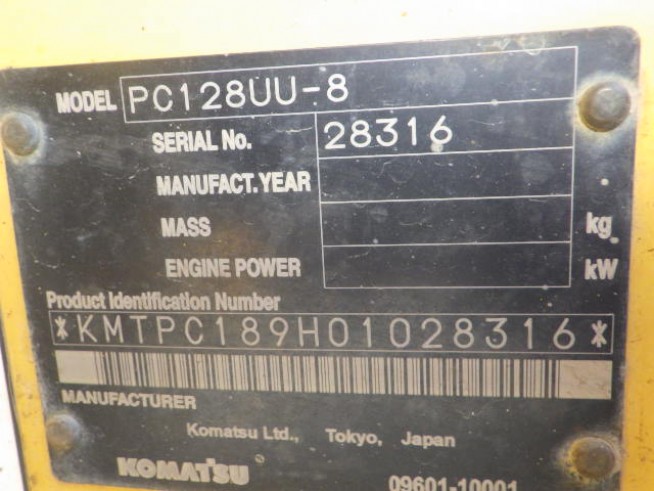 MODEL PC128UU-8
SERIAL No. 28316
MANUFACT.YEAR
MASS kg
ENGINE POWER kW
Product Identification Number
*KMTPC189H01028316*
MANUFACTURER
Komatsu Ltd., Tokyo, Japan
KOMATSU
09601-10001